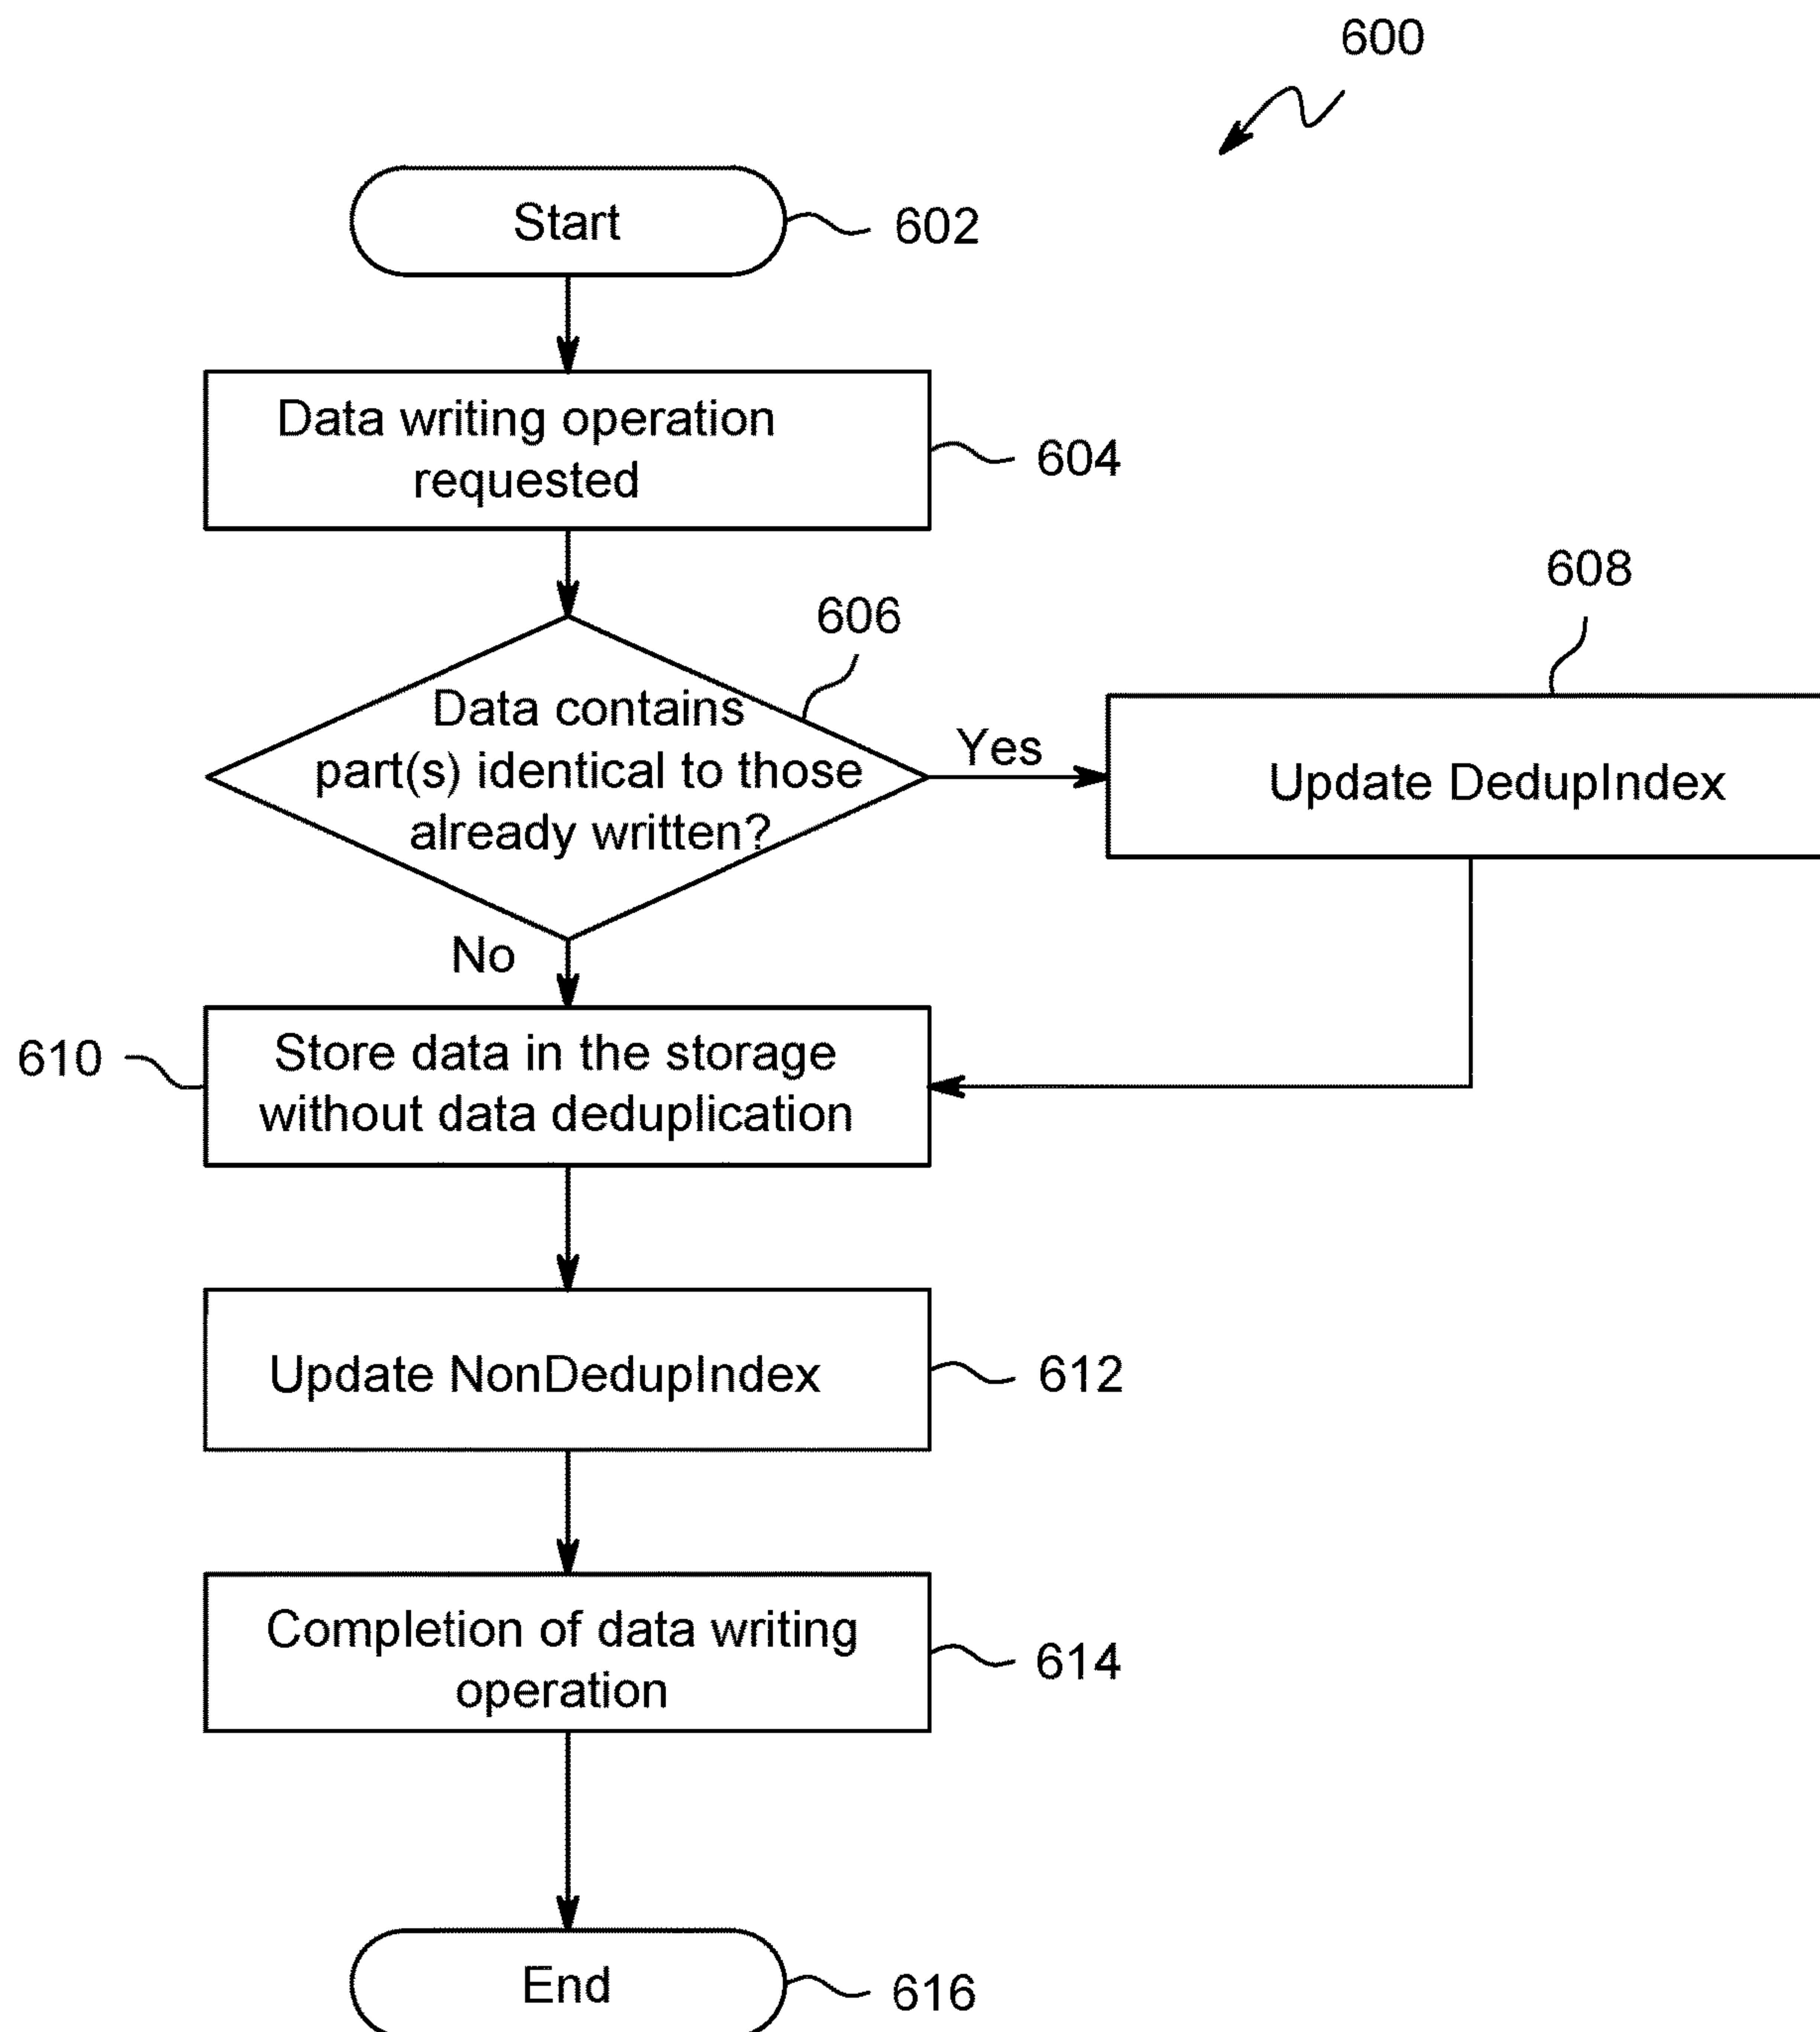 600
Start
602
Data writing operation
requested
604
606
608
Data contains
part(s) identical to those
already written?
Yes
Update DedupIndex
No
610
Store data in the storage
without data deduplication
Update NonDedupIndex
612
Completion of data writing
operation
614
End
616